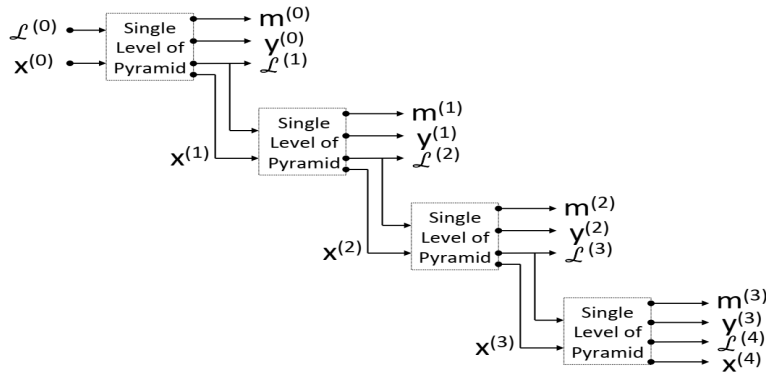 ℒ(0)
x(0)
Single
Level of
Pyramid
m(0)
y(0)
ℒ(1)
x(1)
Single
Level of
Pyramid
m(1)
y(1)
ℒ(2)
x(2)
Single
Level of
Pyramid
m(2)
y(2)
ℒ(3)
x(3)
Single
Level of
Pyramid
m(3)
y(3)
ℒ(4)
x(4)